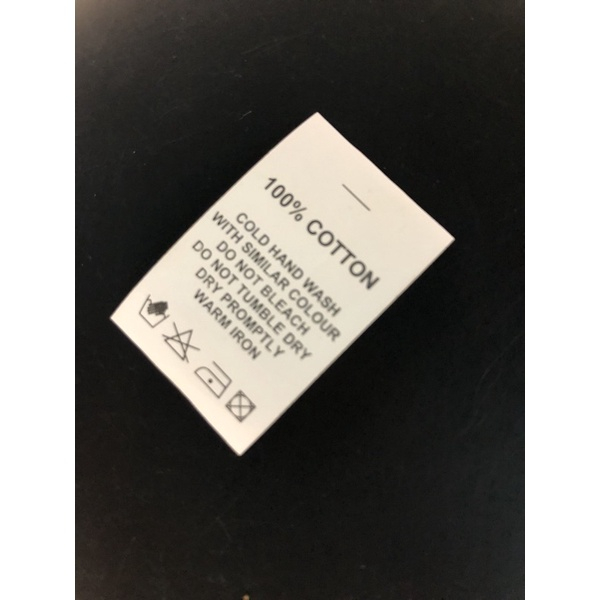 100% COTTON
COLD HAND WASH
WITH SIMILAR COLOUR
DO NOT BLEACH
DO NOT TUMBLE DRY
DRY PROMPTLY
WARM IRON